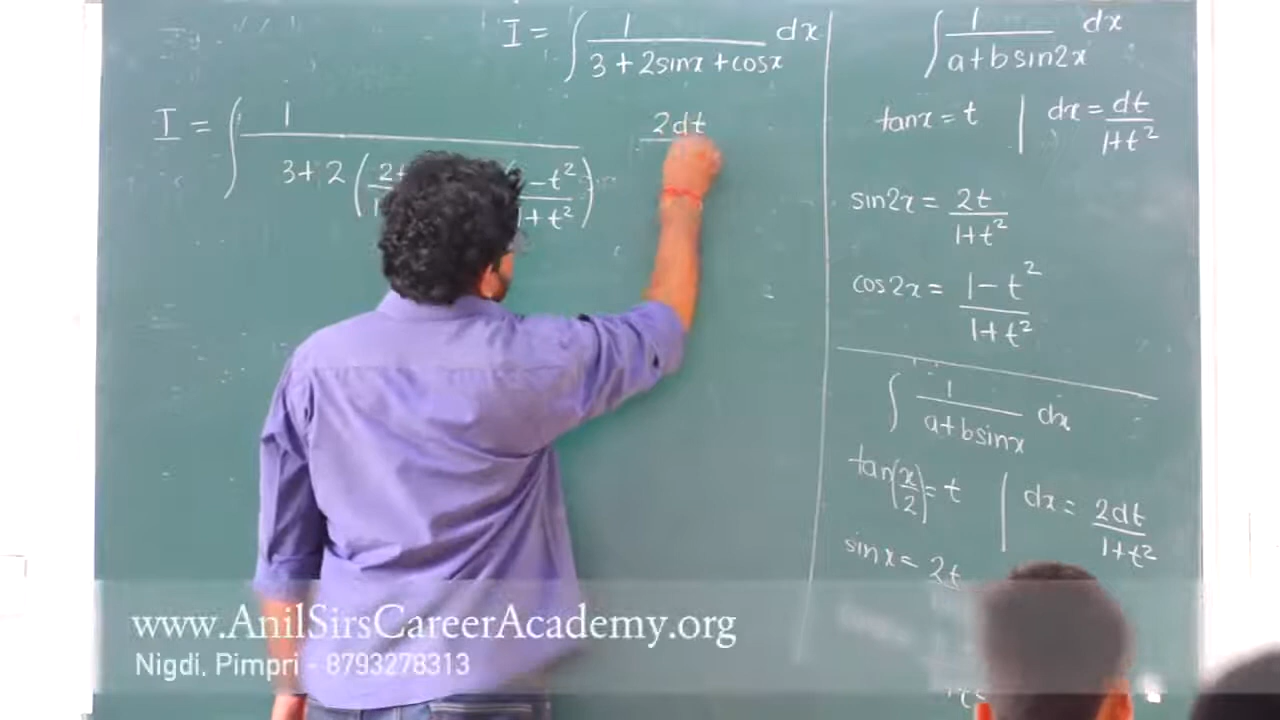 I = ∫ 1 / (3 + 2sinx + cosx) dx
I = ∫ 1
3 + 2 ( 2t
1 - t² / 1 + t² ) 2dt
∫ 1 / (a + b sin2x) dx
tanx = t | dx = dt / 1+t²
sin2x = 2t / 1+t²
cos2x = 1 - t² / 1 + t²
∫ 1 / (a + b sinx) dx
tan(x/2) = t | dx = 2dt / 1+t²
sinx = 2t
www.AnilSirsCareerAcademy.org
Nigdi, Pimpri - 8793278313